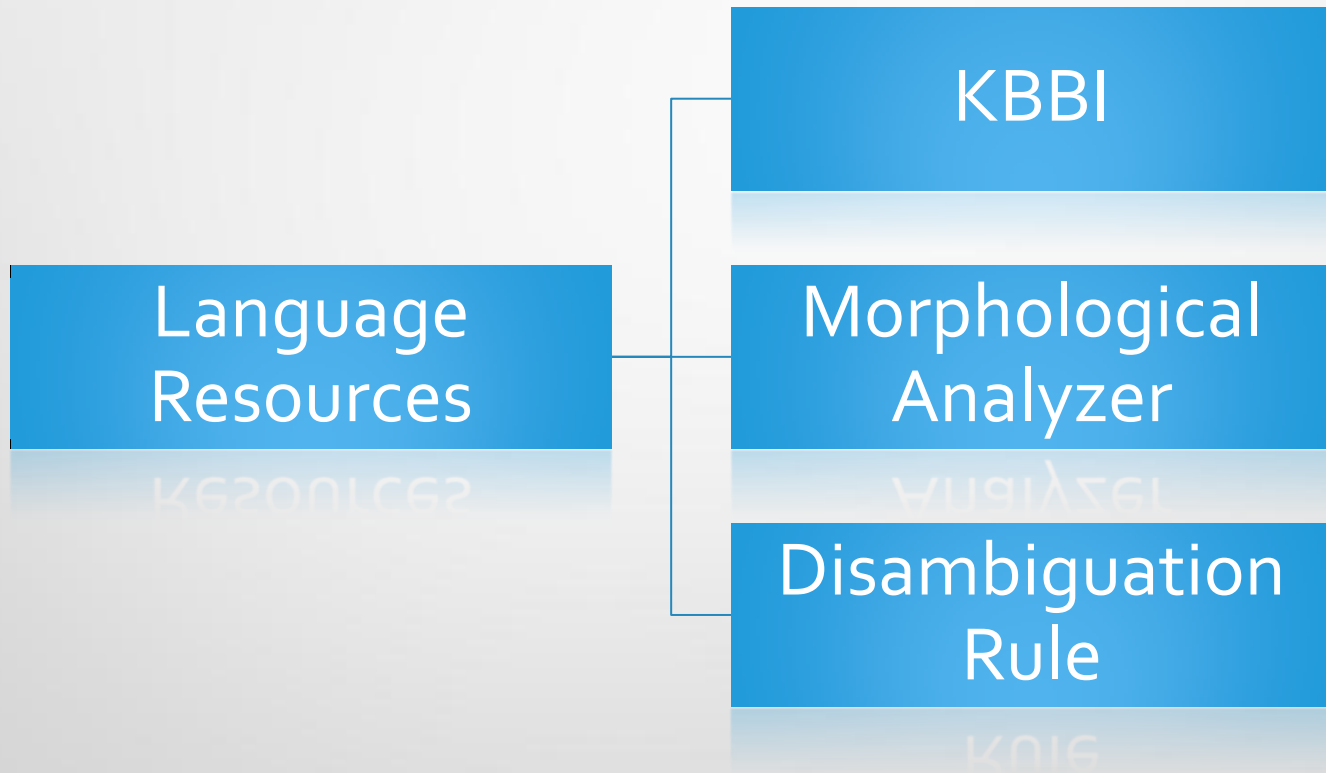 KBBI
Language
Resources
Morphological
Analyzer
Disambiguation
Rule